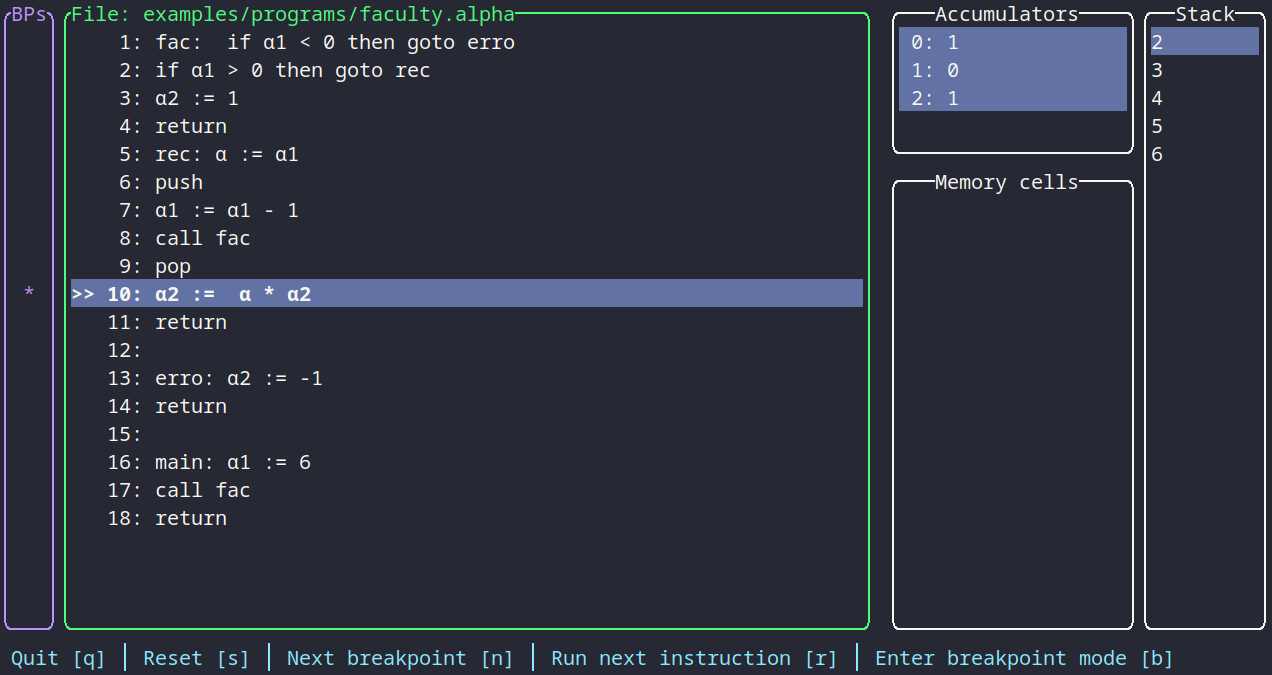 BPs
*
File: examples/programs/faculty.alpha
1: fac:  if α1 < 0 then goto erro
2: if α1 > 0 then goto rec
3: α2 := 1
4: return
5: rec: α := α1
6: push
7: α1 := α1 - 1
8: call fac
9: pop
>> 10: α2 :=  α * α2
11: return
12:
13: erro: α2 := -1
14: return
15:
16: main: α1 := 6
17: call fac
18: return
Accumulators
0: 1
1: 0
2: 1
Memory cells
Stack
2
3
4
5
6
Quit [q] │ Reset [s] │ Next breakpoint [n] │ Run next instruction [r] │ Enter breakpoint mode [b]